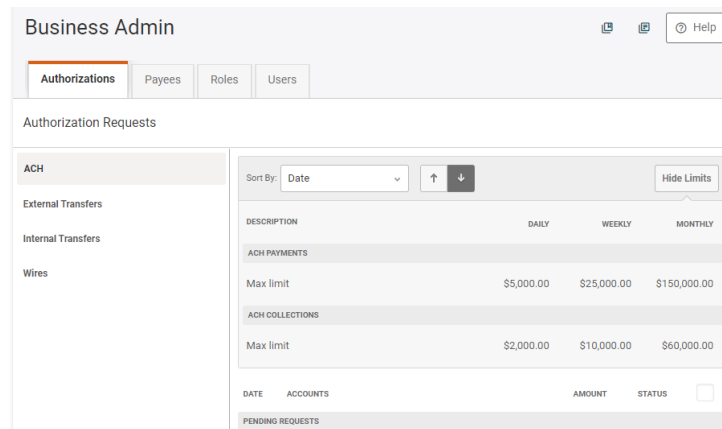 Business Admin
Help
Authorizations Payees Roles Users
Authorization Requests
ACH
External Transfers
Internal Transfers
Wires
Sort By: Date
Hide Limits
DESCRIPTION DAILY WEEKLY MONTHLY
ACH PAYMENTS
Max limit $5,000.00 $25,000.00 $150,000.00
ACH COLLECTIONS
Max limit $2,000.00 $10,000.00 $60,000.00
DATE ACCOUNTS AMOUNT STATUS
PENDING REQUESTS